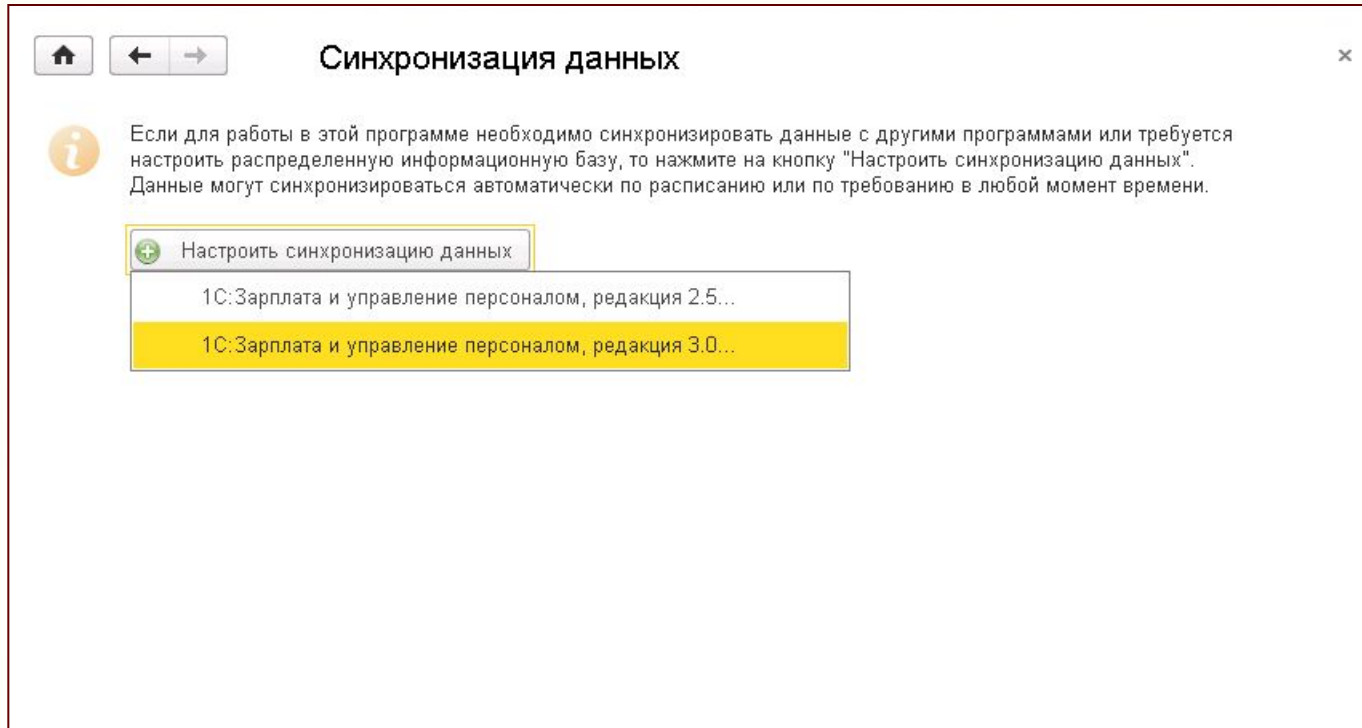 Синхронизация данных
Если для работы в этой программе необходимо синхронизировать данные с другими программами или требуется
настроить распределенную информационную базу, то нажмите на кнопку "Настроить синхронизацию данных".
Данные могут синхронизироваться автоматически по расписанию или по требованию в любой момент времени.
Настроить синхронизацию данных
1С:Зарплата и управление персоналом, редакция 2.5...
1С:Зарплата и управление персоналом, редакция 3.0...